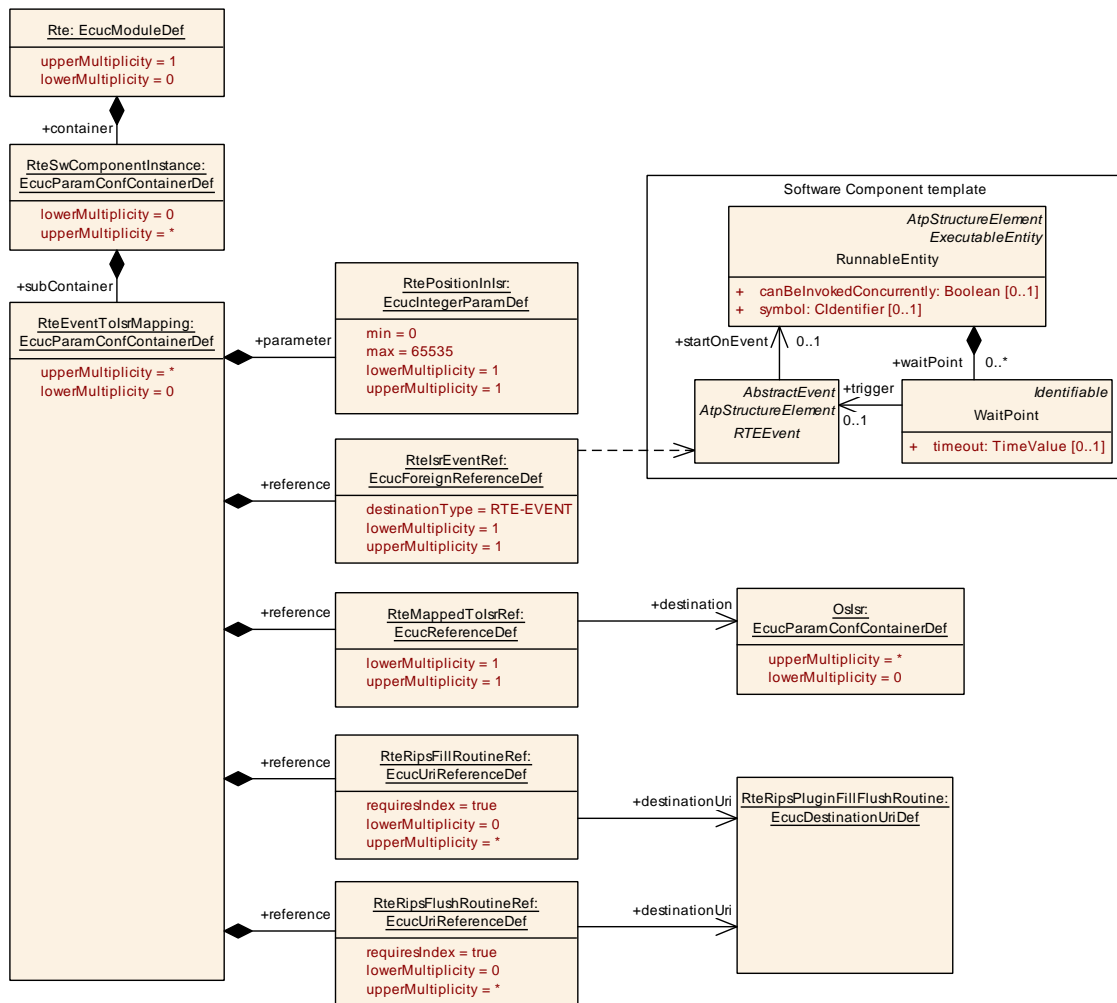 Rte: EcucModuleDef
upperMultiplicity = 1
lowerMultiplicity = 0
+container
RteSwComponentInstance:
EcucParamConfContainerDef
lowerMultiplicity = 0
upperMultiplicity = *
+subContainer
RteEventToIsrMapping:
EcucParamConfContainerDef
upperMultiplicity = *
lowerMultiplicity = 0
+parameter
RtePositionInIsr:
EcucIntegerParamDef
min = 0
max = 65535
lowerMultiplicity = 1
upperMultiplicity = 1
Software Component template
AtpStructureElement
ExecutableEntity
RunnableEntity
+ canBeInvokedConcurrently: Boolean [0..1]
+ symbol: CIdentifier [0..1]
+startOnEvent
0..1
+waitPoint
0..*
AbstractEvent
AtpStructureElement
RTEEvent
+trigger
0..1
Identifiable
WaitPoint
+ timeout: TimeValue [0..1]
+reference
RteIsrEventRef:
EcucForeignReferenceDef
destinationType = RTE-EVENT
lowerMultiplicity = 1
upperMultiplicity = 1
+reference
RteMappedToIsrRef:
EcucReferenceDef
lowerMultiplicity = 1
upperMultiplicity = 1
+destination
OsIsr:
EcucParamConfContainerDef
upperMultiplicity = *
lowerMultiplicity = 0
+reference
RteRipsFillRoutineRef:
EcucUriReferenceDef
requiresIndex = true
lowerMultiplicity = 0
upperMultiplicity = *
+destinationUri
RteRipsPluginFillFlushRoutine:
EcucDestinationUriDef
+reference
RteRipsFlushRoutineRef:
EcucUriReferenceDef
requiresIndex = true
lowerMultiplicity = 0
upperMultiplicity = *
+destinationUri